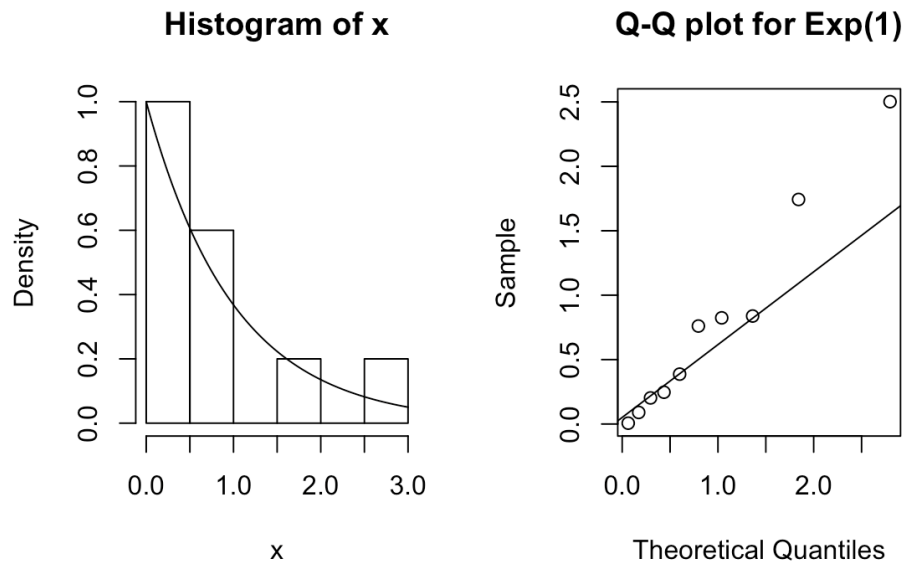 Histogram of x
Density
0.0 0.2 0.4 0.6 0.8 1.0
0.0 1.0 2.0 3.0
x
Q-Q plot for Exp(1)
Sample
0.0 0.5 1.0 1.5 2.0 2.5
0.0 1.0 2.0
Theoretical Quantiles